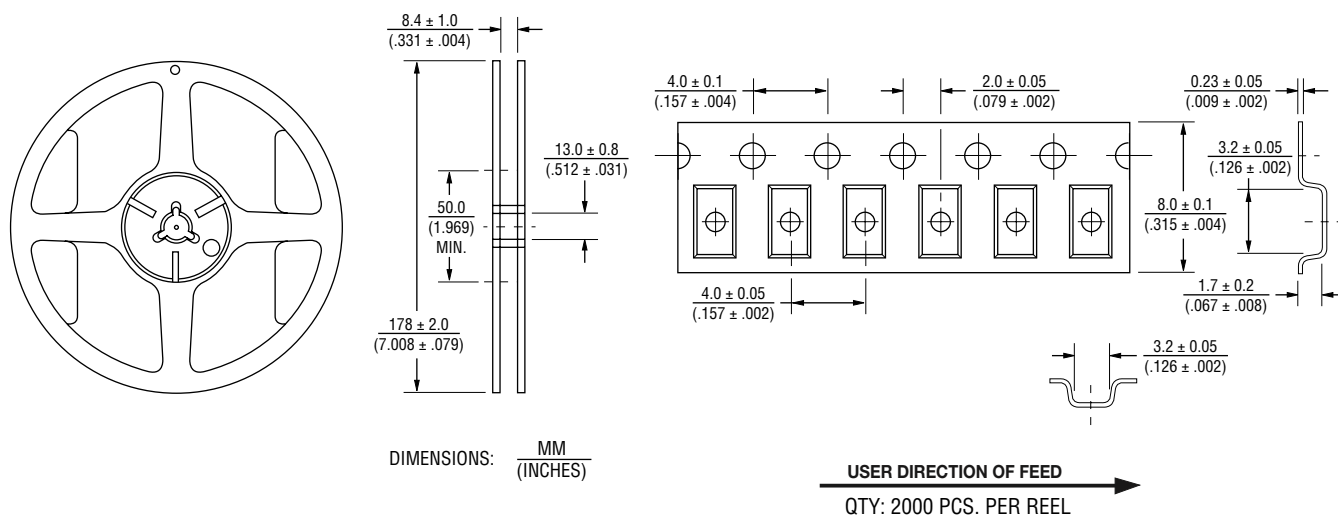 8.4 ± 1.0
(.331 ± .004)
13.0 ± 0.8
(.512 ± .031)
50.0
(1.969)
MIN.
178 ± 2.0
(7.008 ± .079)
DIMENSIONS: MM
(INCHES)
4.0 ± 0.1
(.157 ± .004)
2.0 ± 0.05
(.079 ± .002)
0.23 ± 0.05
(.009 ± .002)
3.2 ± 0.05
(.126 ± .002)
8.0 ± 0.1
(.315 ± .004)
4.0 ± 0.05
(.157 ± .002)
1.7 ± 0.2
(.067 ± .008)
3.2 ± 0.05
(.126 ± .002)
USER DIRECTION OF FEED
QTY: 2000 PCS. PER REEL